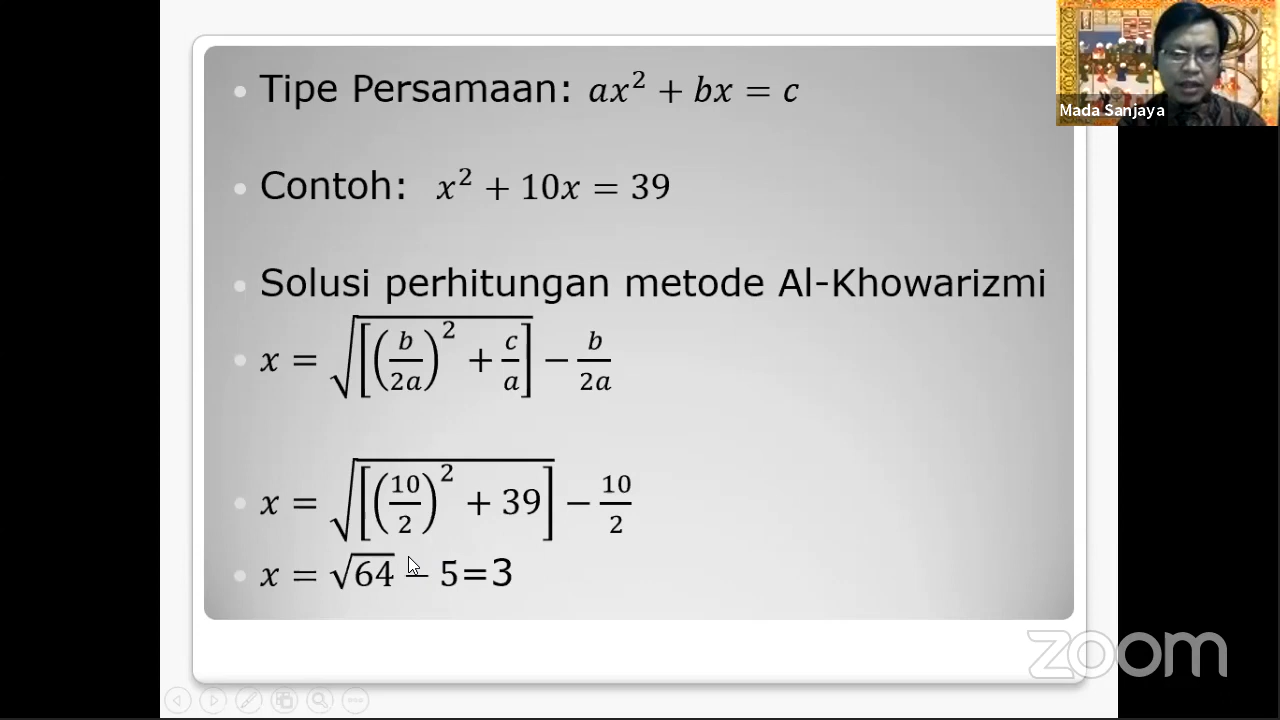 Tipe Persamaan: ax² + bx = c
Mada Sanjaya
Contoh: x² + 10x = 39
Solusi perhitungan metode Al-Khowarizmi
x = √[(b/2a)² + c/a] − b/2a
x = √[(10/2)² + 39] − 10/2
x = √64 − 5=3
zoom